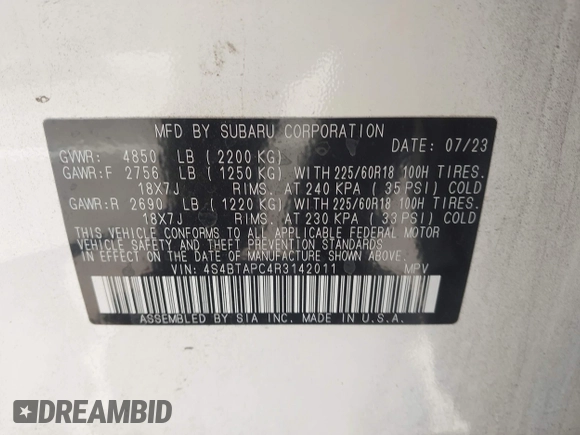 MFD BY SUBARU CORPORATION DATE: 07/23
GVWR: 4850 LB (2200 KG)
GAWR:F 2756 LB (1250 KG) WITH 225/60R18 100H TIRES.
18X7J RIMS. AT 240 KPA (35 PSI) COLD
GAWR:R 2690 LB (1220 KG) WITH 225/60R18 100H TIRES.
18X7J RIMS. AT 230 KPA (33 PSI) COLD
THIS VEHICLE CONFORMS TO ALL APPLICABLE FEDERAL MOTOR
VEHICLE SAFETY AND THEFT PREVENTION STANDARDS IN
EFFECT ON THE DATE OF MANUFACTURE SHOWN ABOVE.
VIN: 4S4BTAPC4R3142011 MPV
ASSEMBLED BY SIA INC. MADE IN U.S.A.
DREAMBID